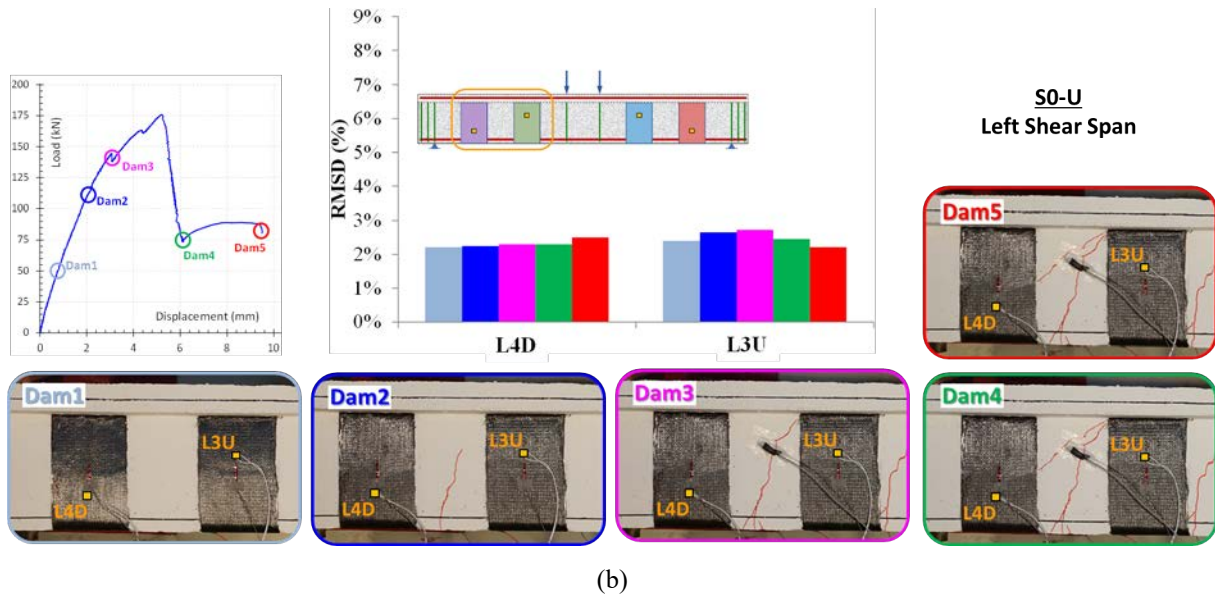 200
175
150
125
100
75
50
25
0
Load (kN)
Dam1
Dam2
Dam3
Dam4
Dam5
Displacement (mm)
0 2 4 6 8 10
9%
8%
7%
6%
5%
4%
3%
2%
1%
0%
RMSD (%)
L4D L3U
S0-U
Left Shear Span
Dam5
L3U
L4D
Dam1
L3U
L4D
Dam2
L3U
L4D
Dam3
L3U
L4D
Dam4
L3U
L4D
(b)